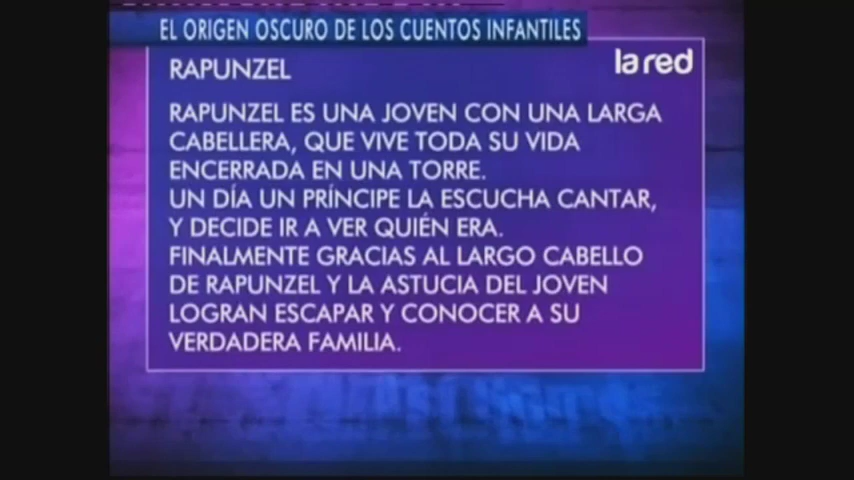 EL ORIGEN OSCURO DE LOS CUENTOS INFANTILES
la red
RAPUNZEL
RAPUNZEL ES UNA JOVEN CON UNA LARGA
CABELLERA, QUE VIVE TODA SU VIDA
ENCERRADA EN UNA TORRE.
UN DÍA UN PRÍNCIPE LA ESCUCHA CANTAR,
Y DECIDE IR A VER QUIÉN ERA.
FINALMENTE GRACIAS AL LARGO CABELLO
DE RAPUNZEL Y LA ASTUCIA DEL JOVEN
LOGRAN ESCAPAR Y CONOCER A SU
VERDADERA FAMILIA.